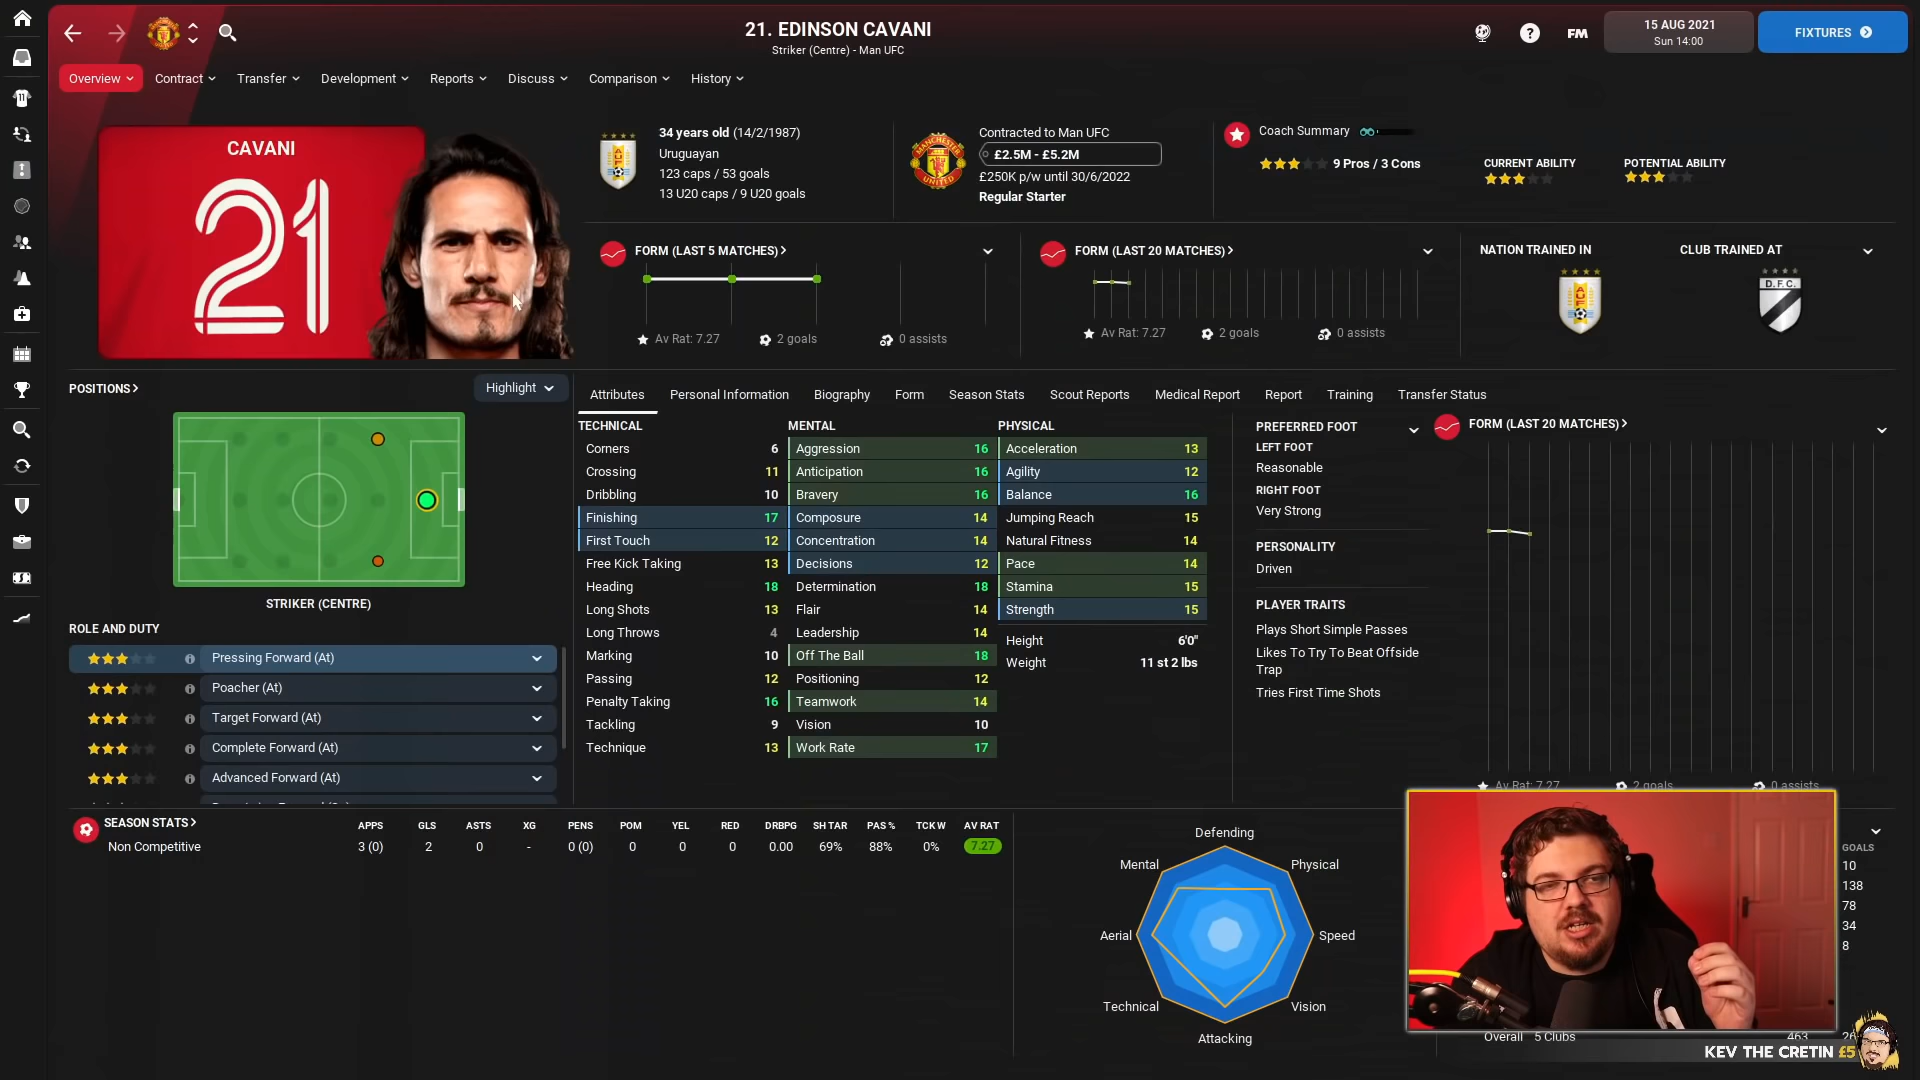 21. EDINSON CAVANI
Striker (Centre) - Man UFC
FM
15 AUG 2021
Sun 14:00
FIXTURES
Overview
Contract
Transfer
Development
Reports
Discuss
Comparison
History
CAVANI
21
34 years old (14/2/1987)
Uruguayan
123 caps / 53 goals
13 U20 caps / 9 U20 goals
Contracted to Man UFC
£2.5M - £5.2M
£250K p/w until 30/6/2022
Regular Starter
Coach Summary
9 Pros / 3 Cons
CURRENT ABILITY
POTENTIAL ABILITY
FORM (LAST 5 MATCHES)
Av Rat: 7.27
2 goals
0 assists
FORM (LAST 20 MATCHES)
Av Rat: 7.27
2 goals
0 assists
NATION TRAINED IN
CLUB TRAINED AT
D.F.C.
POSITIONS
Highlight
STRIKER (CENTRE)
ROLE AND DUTY
Pressing Forward (At)
Poacher (At)
Target Forward (At)
Complete Forward (At)
Advanced Forward (At)
Attributes
Personal Information
Biography
Form
Season Stats
Scout Reports
Medical Report
Report
Training
Transfer Status
TECHNICAL
Corners 6
Crossing 11
Dribbling 10
Finishing 17
First Touch 12
Free Kick Taking 13
Heading 18
Long Shots 13
Long Throws 4
Marking 10
Passing 12
Penalty Taking 16
Tackling 9
Technique 13
MENTAL
Aggression 16
Anticipation 16
Bravery 16
Composure 14
Concentration 14
Decisions 12
Determination 18
Flair 14
Leadership 14
Off The Ball 18
Positioning 12
Teamwork 14
Vision 10
Work Rate 17
PHYSICAL
Acceleration 13
Agility 12
Balance 16
Jumping Reach 15
Natural Fitness 14
Pace 14
Stamina 15
Strength 15
Height 6'0"
Weight 11 st 2 lbs
PREFERRED FOOT
LEFT FOOT
Reasonable
RIGHT FOOT
Very Strong
PERSONALITY
Driven
PLAYER TRAITS
Plays Short Simple Passes
Likes To Try To Beat Offside
Trap
Tries First Time Shots
FORM (LAST 20 MATCHES)
Av Rat: 7.27
2 goals
0 assists
SEASON STATS
APPS GLS ASTS XG PENS POM YEL RED DRBPG SH TAR PAS % TCK W AV RAT
Non Competitive 3 (0) 2 0 - 0 (0) 0 0 0 0.00 69% 88% 0% 7.27
Defending
Physical
Speed
Vision
Attacking
Technical
Aerial
Mental
GOALS
10
138
78
34
8
Overall 5 Clubs 463
KEV THE CRETIN £5